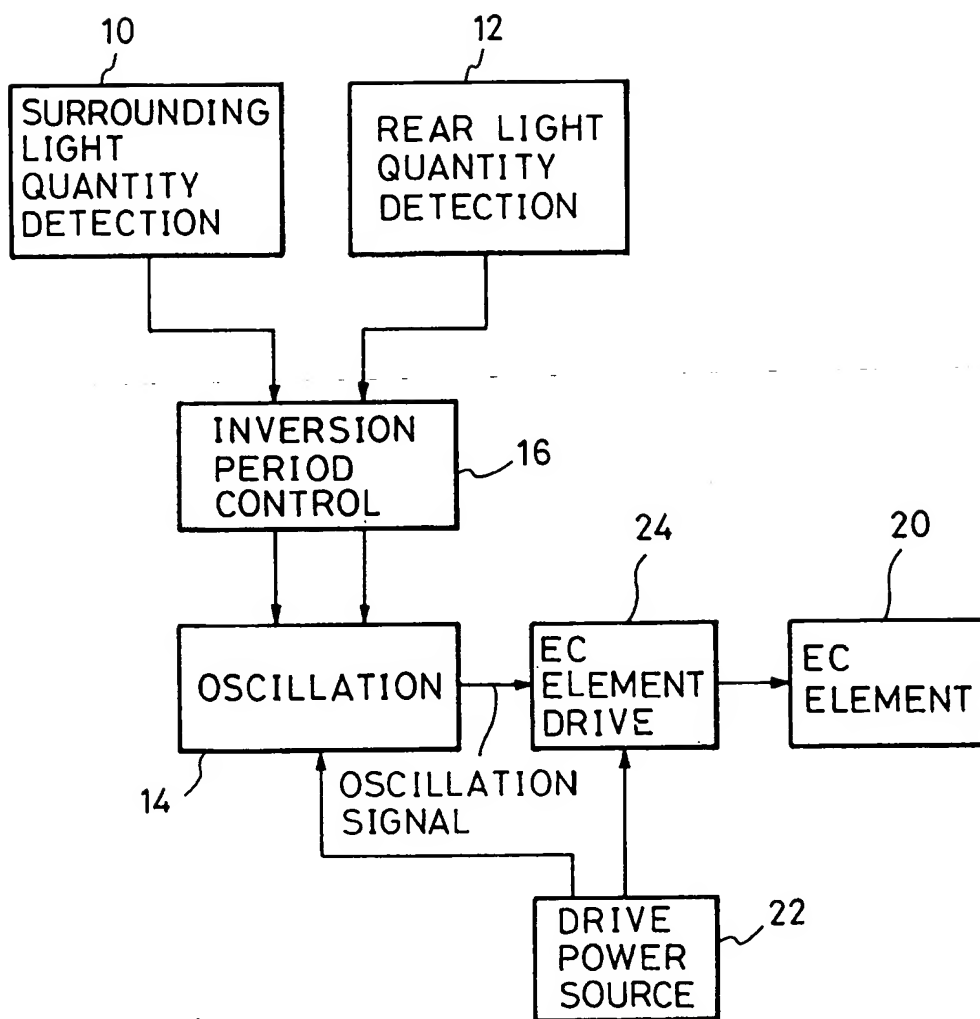 10
12
SURROUNDING
LIGHT
QUANTITY
DETECTION
REAR LIGHT
QUANTITY
DETECTION
INVERSION
PERIOD
CONTROL
16
24
20
OSCILLATION
EC
ELEMENT
DRIVE
EC
ELEMENT
14
OSCILLATION
SIGNAL
DRIVE
POWER
SOURCE
22